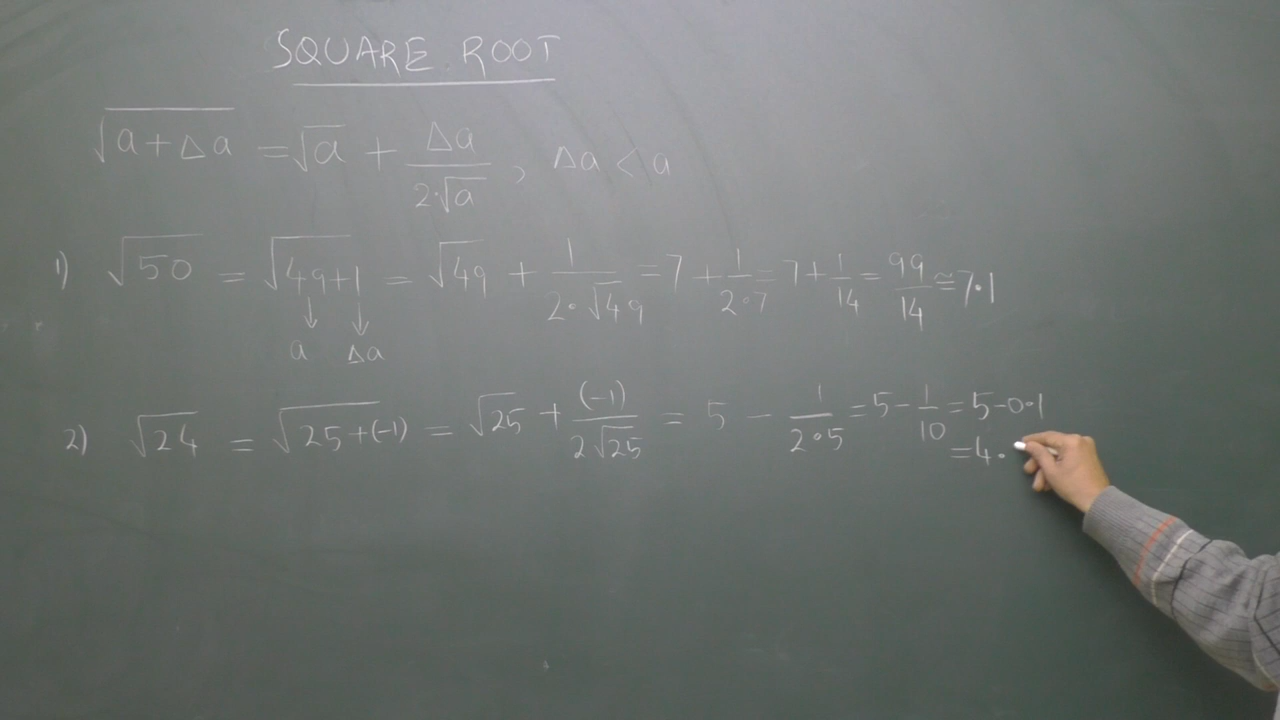 SQUARE ROOT
√(a+Δa) = √a + Δa/(2·√a), Δa < a
1) √50 = √(49+1) = √49 + 1/(2·√49) = 7 + 1/(2·7) = 7 + 1/14 = 99/14 ≅ 7.1
a Δa
2) √24 = √(25+(-1)) = √25 + (-1)/(2√25) = 5 - 1/(2·5) = 5 - 1/10 = 5-0.1
=4.